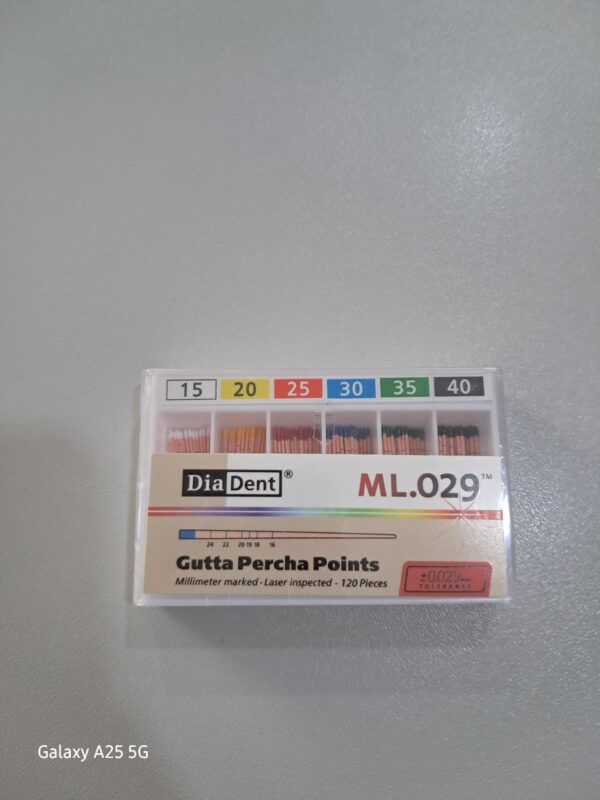 15 20 25 30 35 40
DiaDent®
ML.029™
24 22 20 19 18 16
Gutta Percha Points
Millimeter marked - Laser inspected - 120 Pieces
±0.029mm
TOLERANCE
Galaxy A25 5G